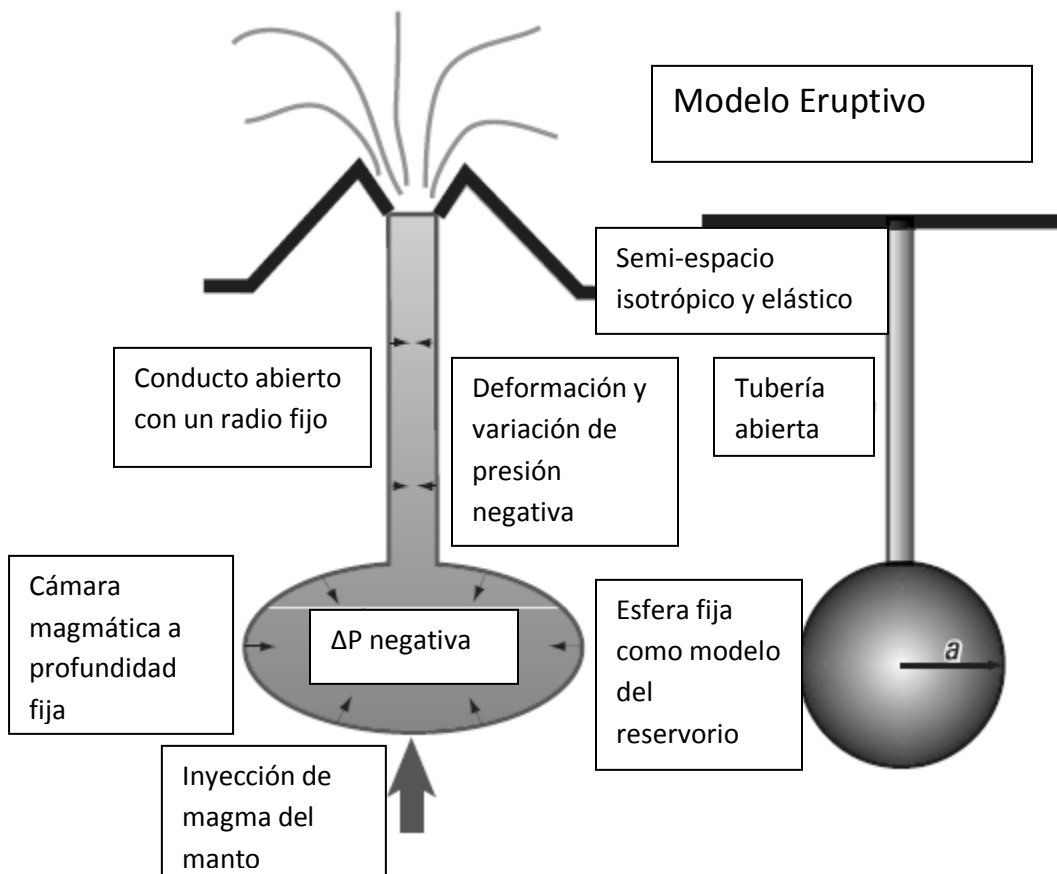 Modelo Eruptivo
Semi-espacio
isotrópico y elástico
Conducto abierto
con un radio fijo
Deformación y
variación de
presión
negativa
Tubería
abierta
Cámara
magmática a
profundidad
fija
ΔP negativa
Esfera fija
como modelo
del
reservorio
a
Inyección de
magma del
manto